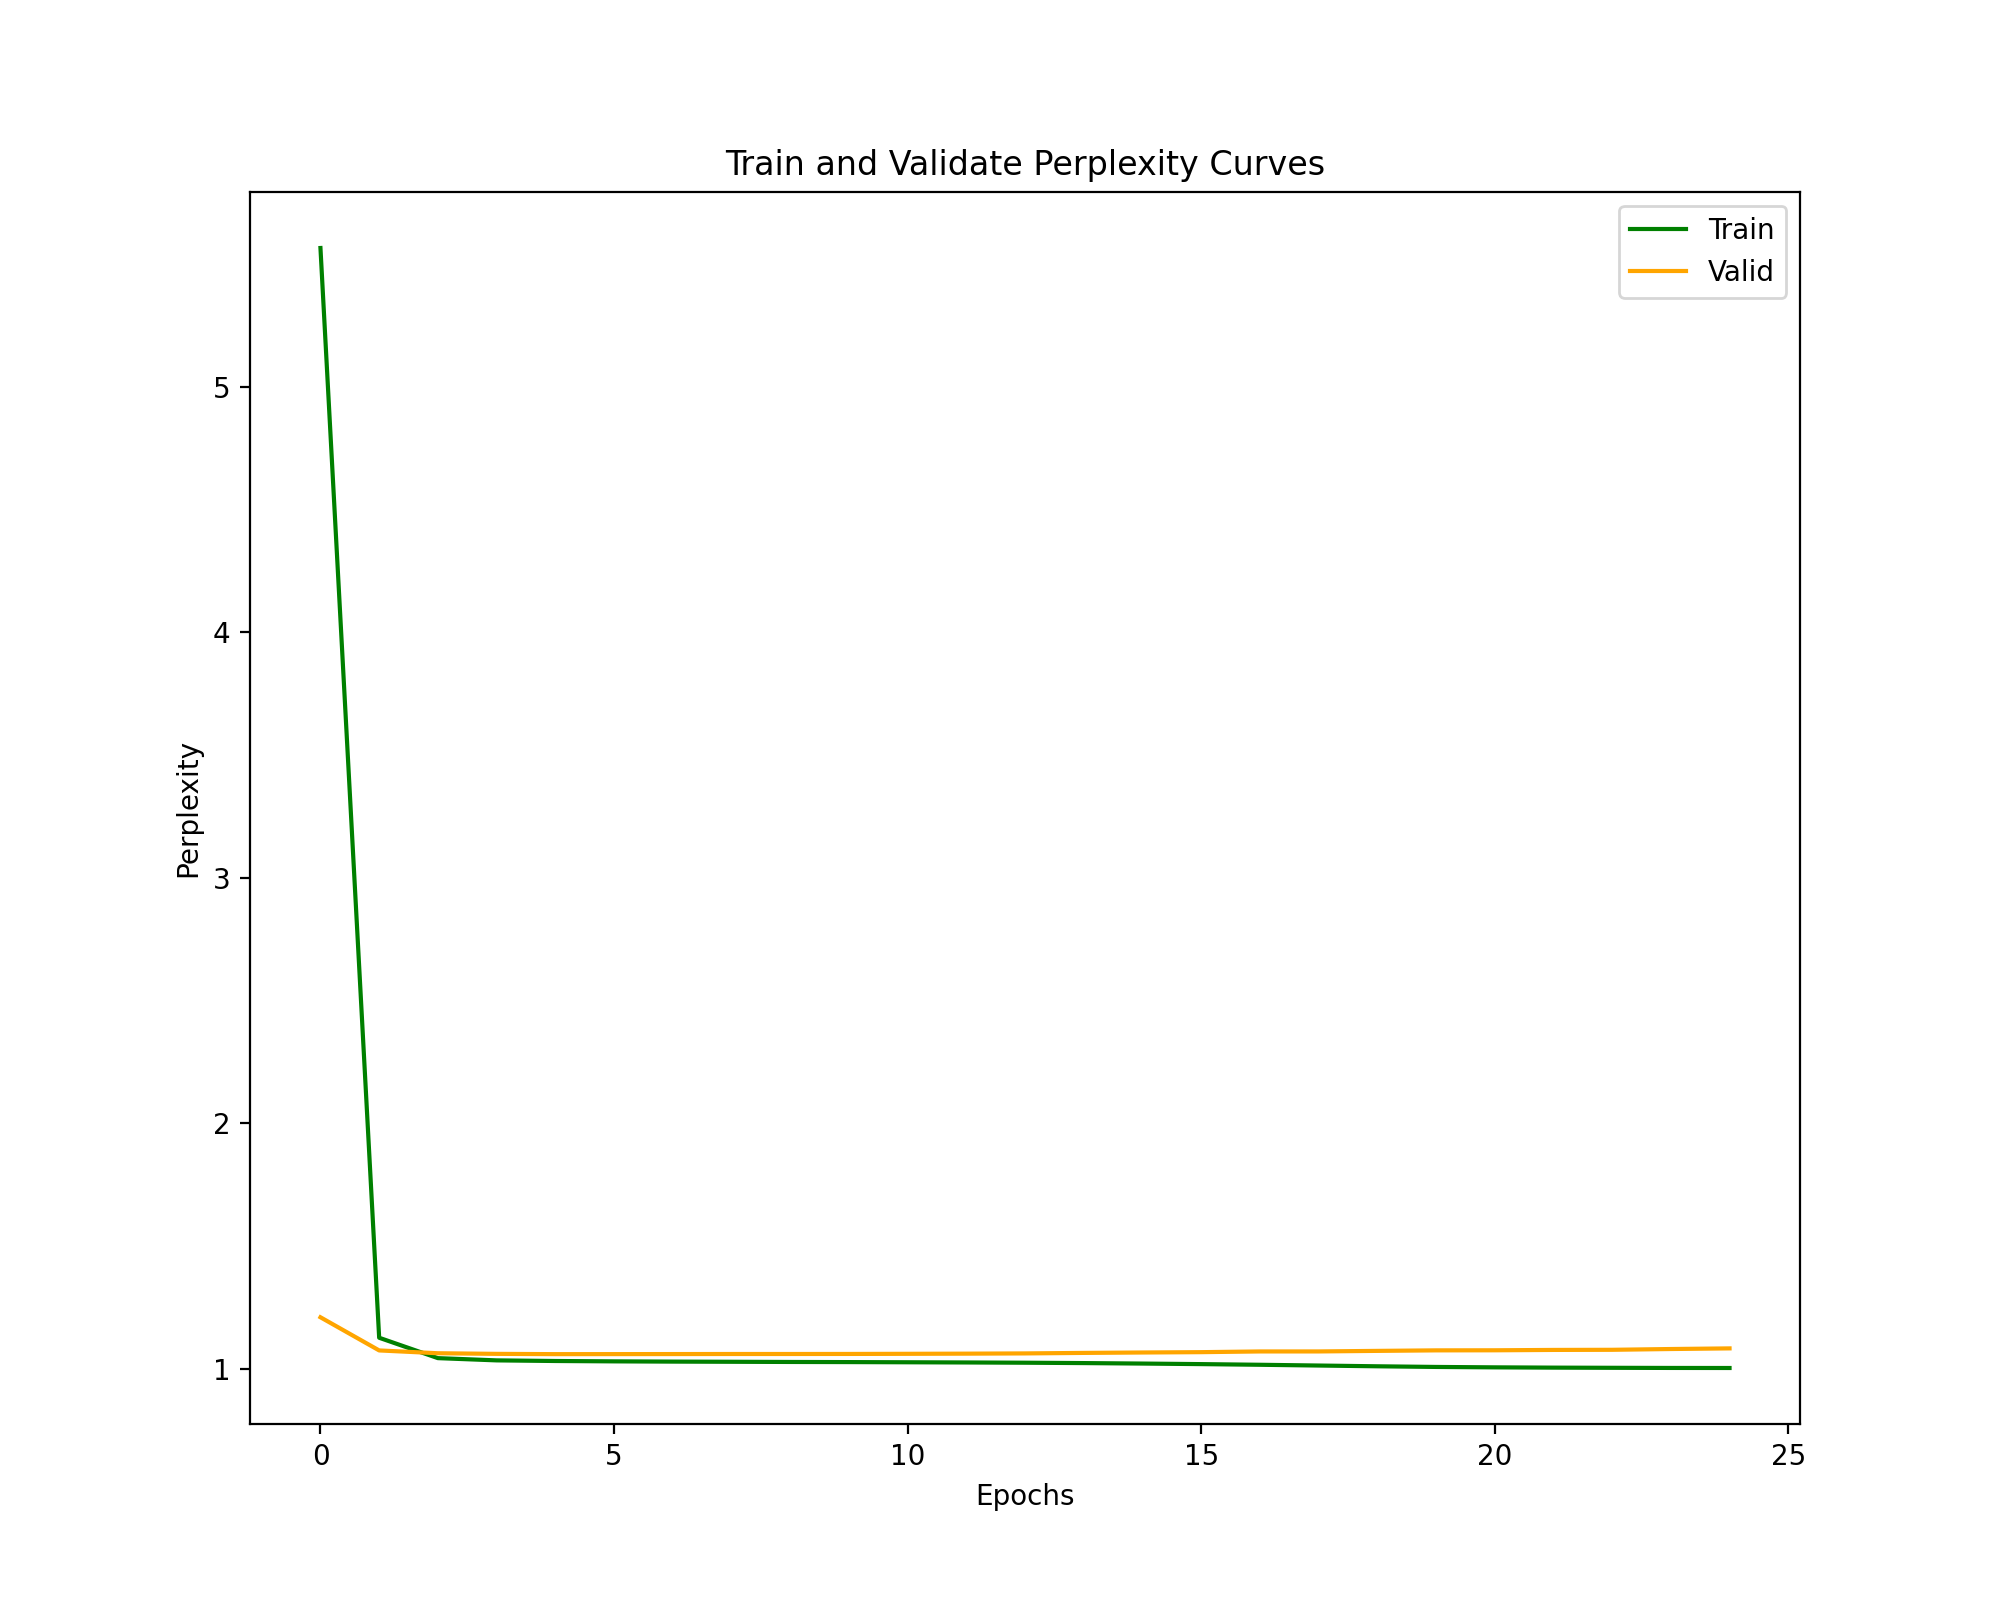 Train and Validate Perplexity Curves
Train
Valid
5
4
3
2
1
Perplexity
0 5 10 15 20 25
Epochs